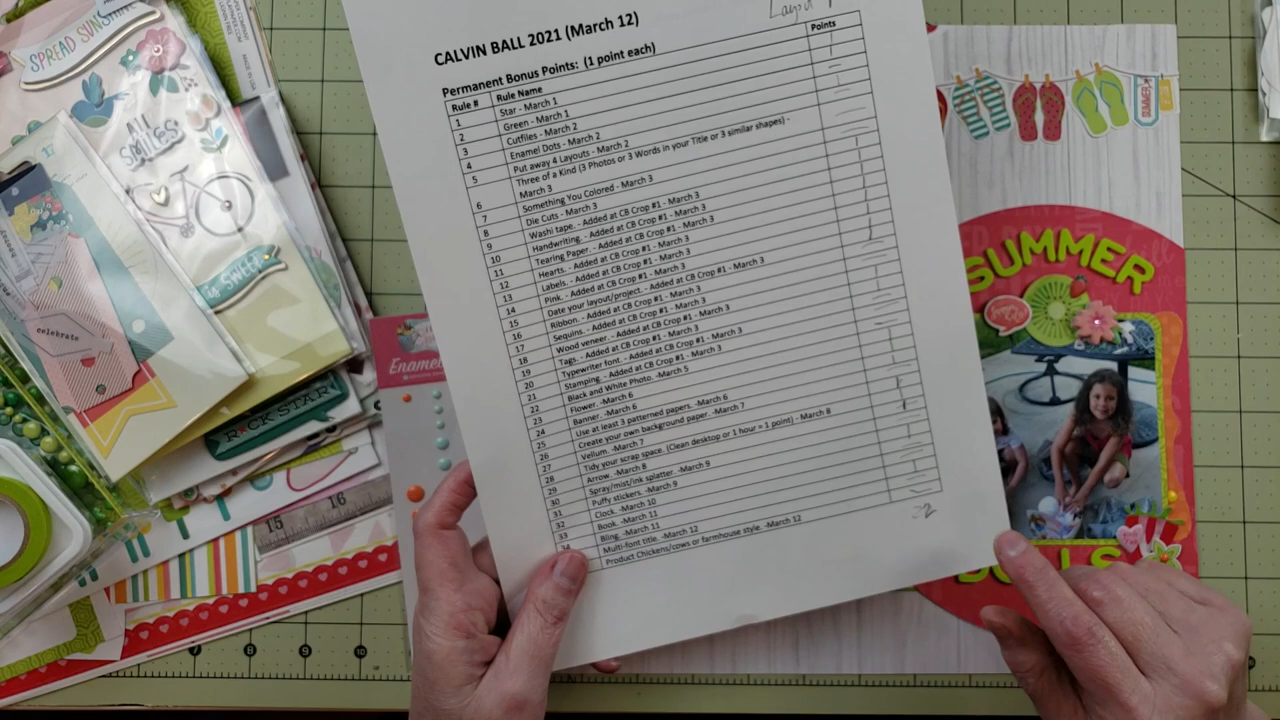 SPREAD SUNSHINE
17
ALL
SMILES
is SWEET
celebrate
ROCK STAR
15 16
7 8 9 10
Enamel
CALVIN BALL 2021 (March 12)
Permanent Bonus Points: (1 point each)
Rule # Rule Name Points
1 Star - March 1
2 Green - March 1
3 Cutfiles - March 2
4 Enamel Dots - March 2
5 Put away 4 Layouts - March 2
6 Three of a Kind (3 Photos or 3 Words in your Title or 3 similar shapes) -
March 3
7 Something You Colored - March 3
8 Die Cuts - March 3
9 Washi tape. - Added at CB Crop #1 - March 3
10 Handwriting. - Added at CB Crop #1 - March 3
11 Tearing Paper. - Added at CB Crop #1 - March 3
12 Hearts. - Added at CB Crop #1 - March 3
13 Labels. - Added at CB Crop #1 - March 3
14 Pink. - Added at CB Crop #1 - March 3
15 Date your layout/project. - Added at CB Crop #1 - March 3
16 Ribbon. - Added at CB Crop #1 - March 3
17 Sequins. - Added at CB Crop #1 - March 3
18 Wood veneer. - Added at CB Crop #1 - March 3
19 Tags. - Added at CB Crop #1 - March 3
20 Typewriter font. - Added at CB Crop #1 - March 3
21 Stamping. - Added at CB Crop #1 - March 3
22 Black and White Photo. -March 5
23 Flower. -March 6
24 Banner. -March 6
25 Use at least 3 patterned papers. -March 6
26 Create your own background paper. -March 7
27 Vellum. -March 7
28 Tidy your scrap space. (Clean desktop or 1 hour = 1 point) - March 8
29 Arrow. -March 8
30 Spray/mist/ink splatter. -March 9
31 Puffy stickers. -March 9
32 Clock. -March 10
33 Book. -March 11
34 Bling. -March 11
Multi-font title. -March 12
Product Chickens/cows or farmhouse style. -March 12
22
SUMMER
SUMMER